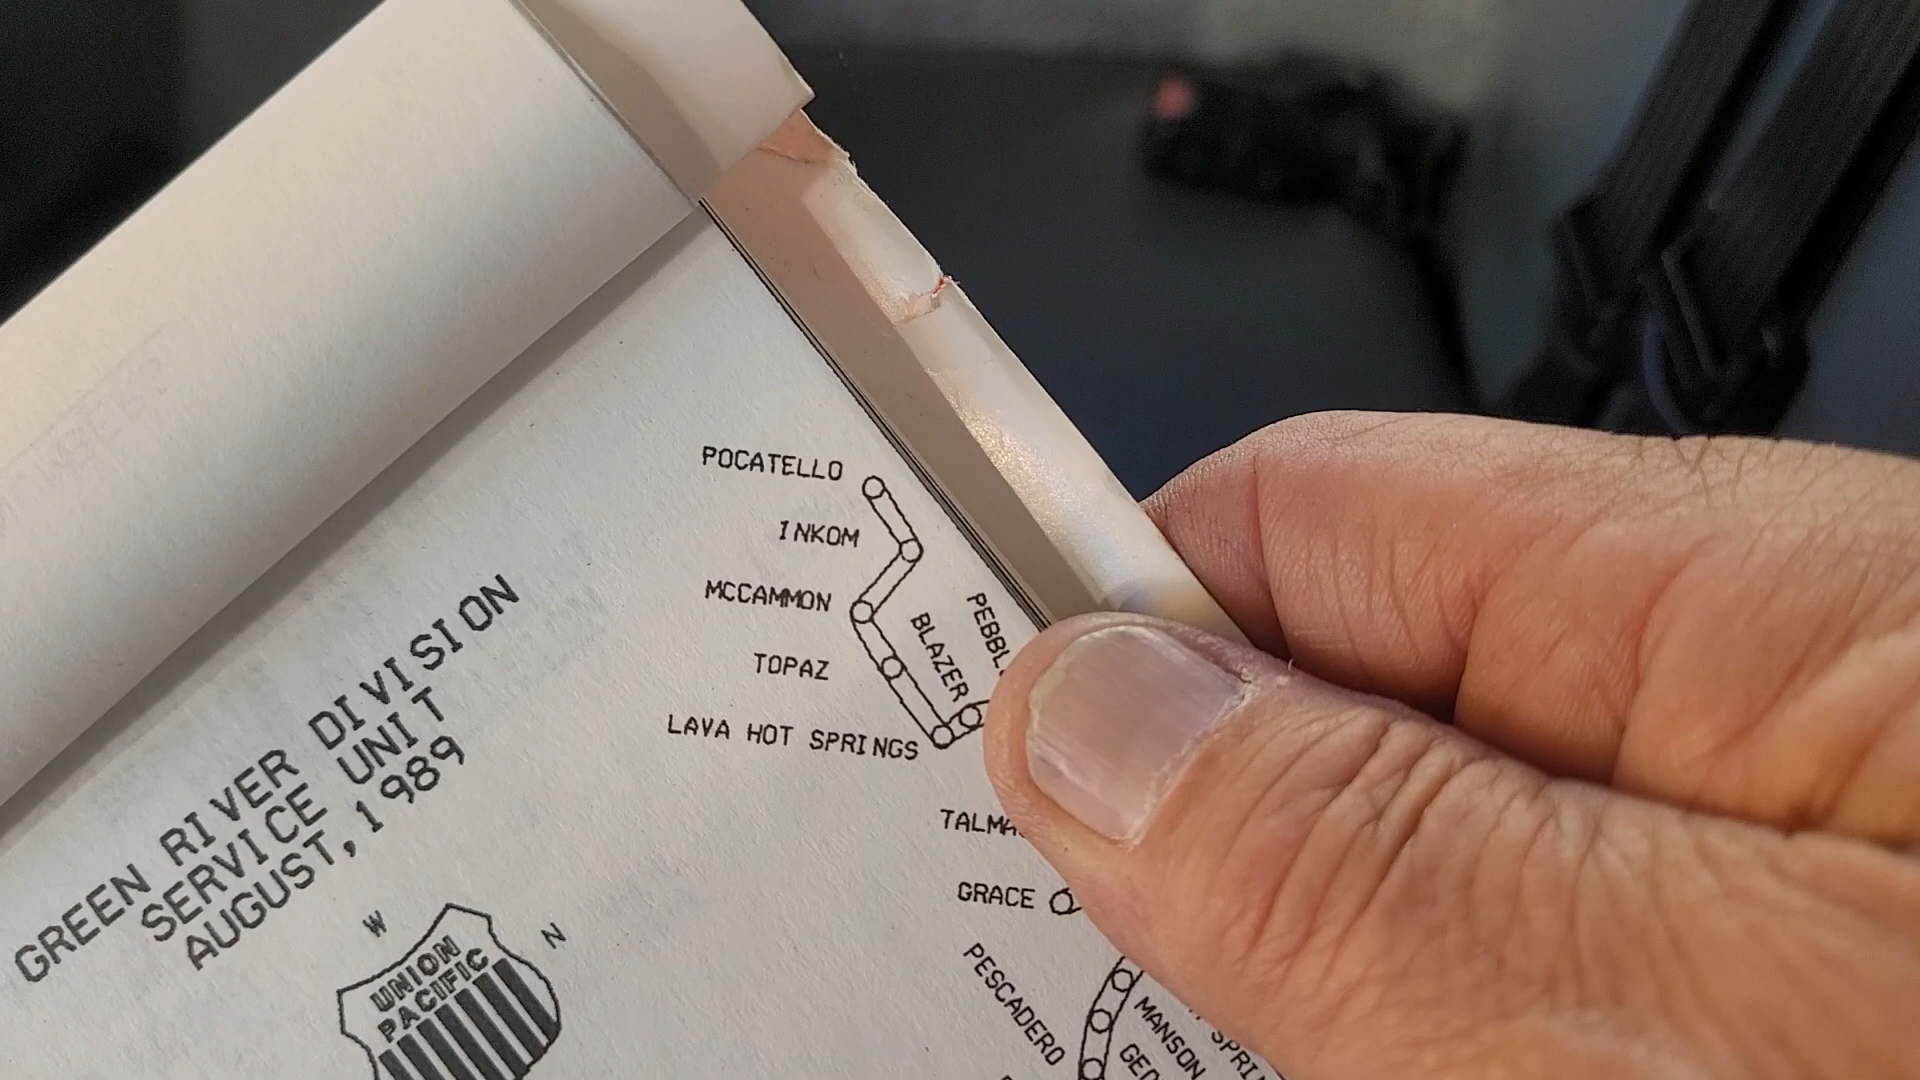 POCATELLO
INKOM
MCCAMMON
TOPAZ
LAVA HOT SPRINGS
BLAZER
GREEN RIVER DIVISION
SERVICE UNIT
AUGUST, 1989
W
N
UNION
PACIFIC
GRACE
PESCADERO
MANSON